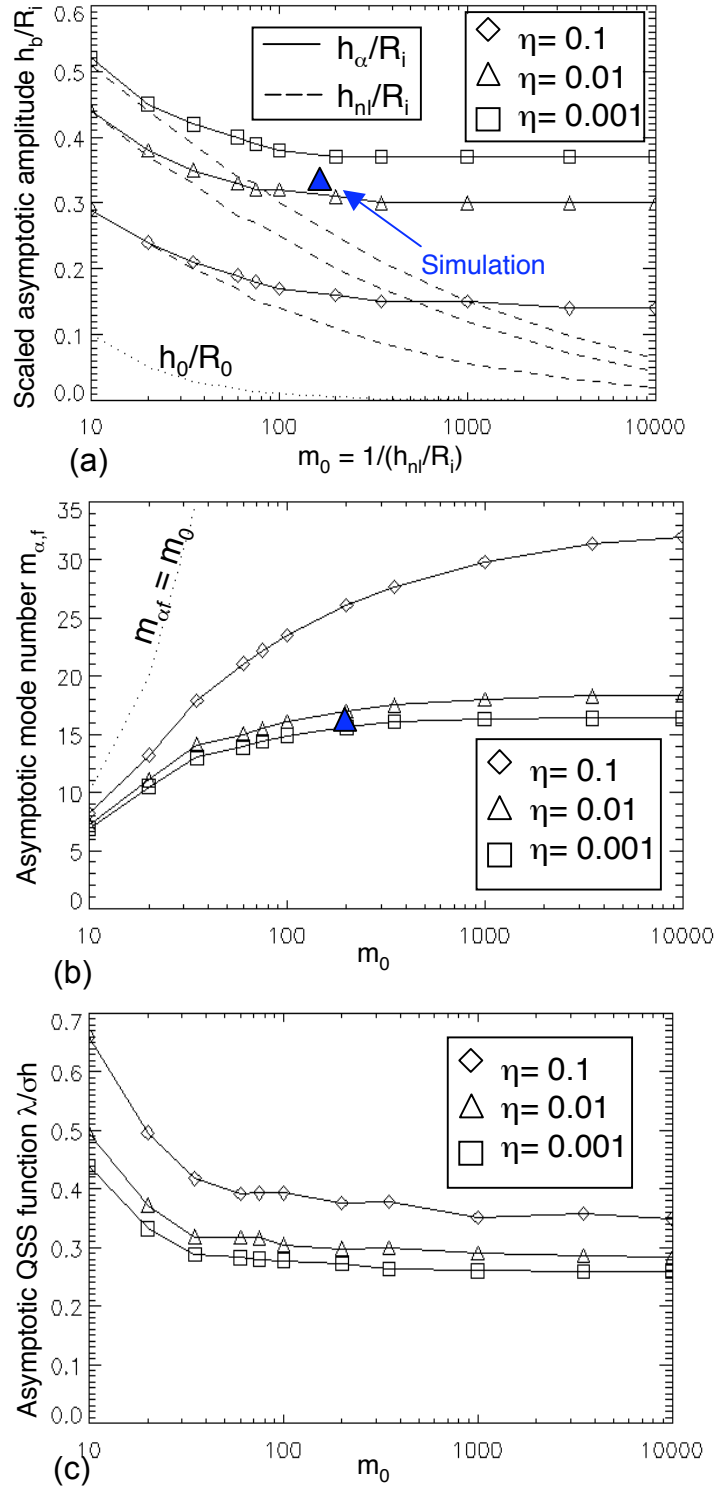 Scaled asymptotic amplitude h_b/R_i
0.6
0.5
0.4
0.3
0.2
0.1
0.0
h_α/R_i
h_nl/R_i
η= 0.1
η= 0.01
η= 0.001
Simulation
h_0/R_0
10
100
1000
10000
(a)
m_0 = 1/(h_nl/R_i)
Asymptotic mode number m_α,f
35
30
25
20
15
10
5
0
m_αf = m_0
η= 0.1
η= 0.01
η= 0.001
10
100
1000
10000
(b)
m_0
Asymptotic QSS function λ/σh
0.7
0.6
0.5
0.4
0.3
0.2
0.1
0.0
η= 0.1
η= 0.01
η= 0.001
10
100
1000
10000
(c)
m_0